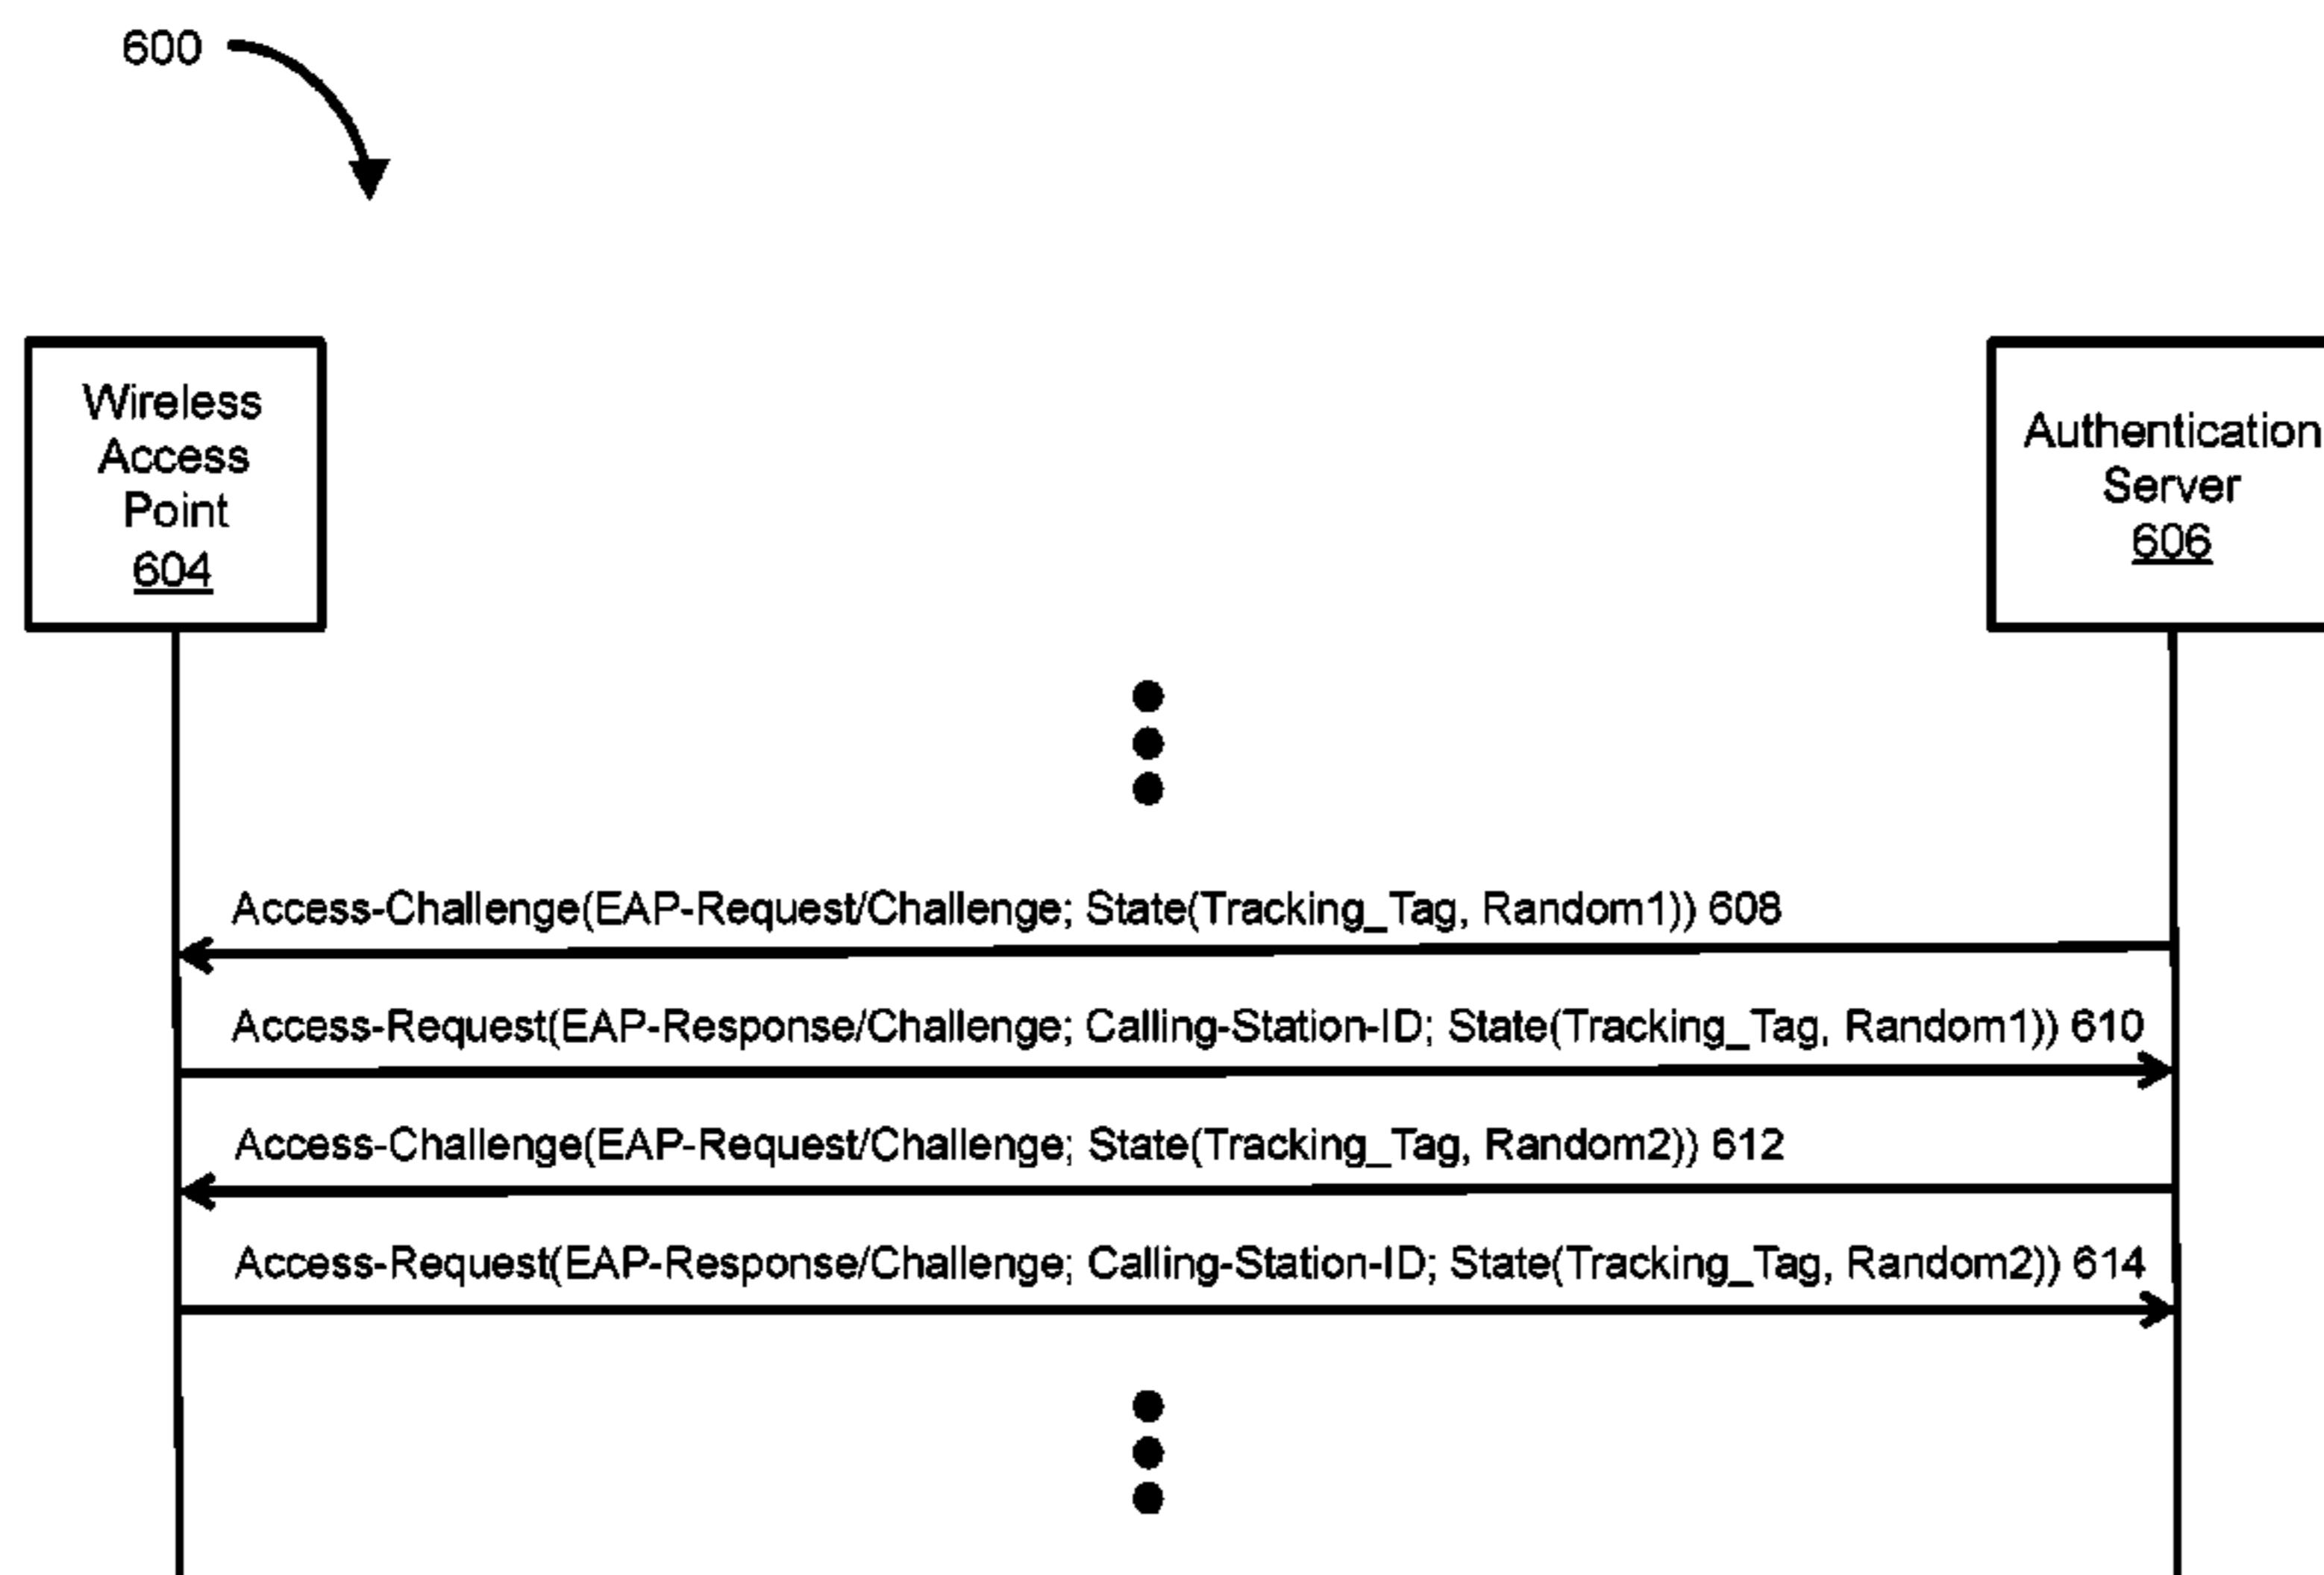 600
Wireless
Access
Point
604
Authentication
Server
606
Access-Challenge(EAP-Request/Challenge; State(Tracking_Tag, Random1)) 608
Access-Request(EAP-Response/Challenge; Calling-Station-ID; State(Tracking_Tag, Random1)) 610
Access-Challenge(EAP-Request/Challenge; State(Tracking_Tag, Random2)) 612
Access-Request(EAP-Response/Challenge; Calling-Station-ID; State(Tracking_Tag, Random2)) 614